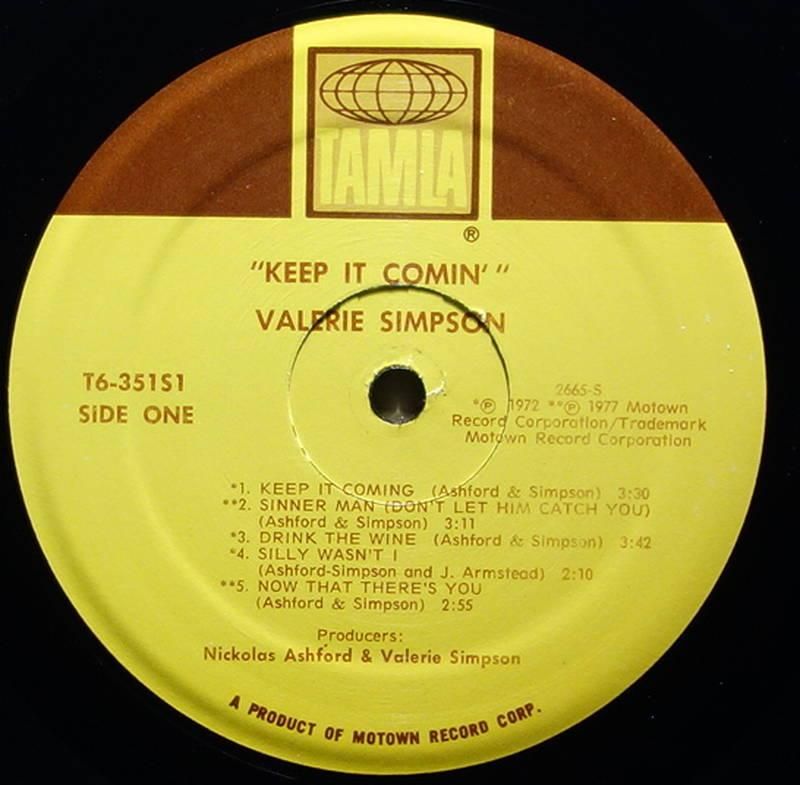 TAMLA
®
"KEEP IT COMIN' "
VALERIE SIMPSON
T6-351S1
SIDE ONE
2665-S
*Ⓟ 1972 **Ⓟ 1977 Motown
Record Corporation/Trademark
Motown Record Corporation
*1. KEEP IT COMING (Ashford & Simpson) 3:30
**2. SINNER MAN (DON'T LET HIM CATCH YOU)
(Ashford & Simpson) 3:11
*3. DRINK THE WINE (Ashford & Simpson) 3:42
*4. SILLY WASN'T I
(Ashford-Simpson and J. Armstead) 2:10
**5. NOW THAT THERE'S YOU
(Ashford & Simpson) 2:55
Producers:
Nickolas Ashford & Valerie Simpson
A PRODUCT OF MOTOWN RECORD CORP.